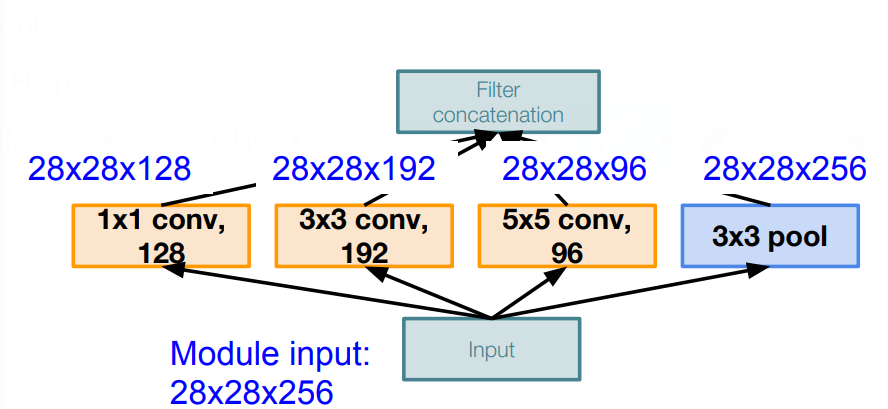 Filter
concatenation
28x28x128
28x28x192
28x28x96
28x28x256
1x1 conv,
128
3x3 conv,
192
5x5 conv,
96
3x3 pool
Input
Module input:
28x28x256